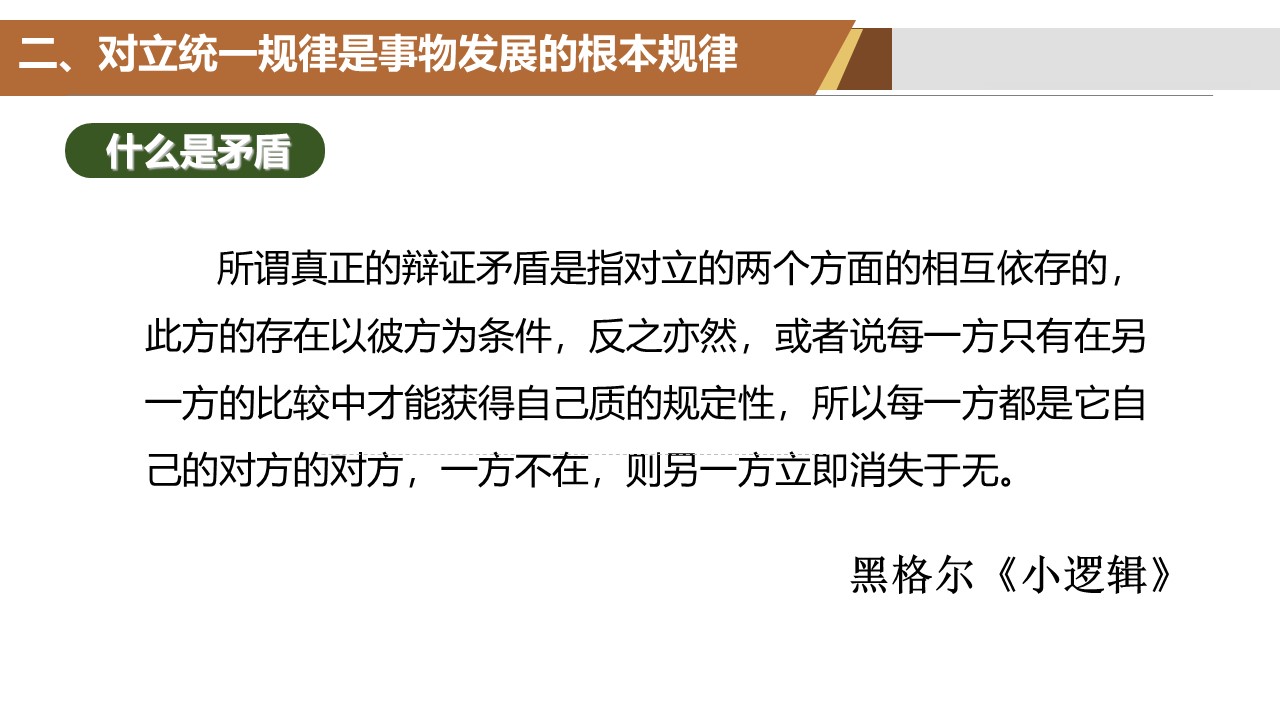 二、对立统一规律是事物发展的根本规律
什么是矛盾
所谓真正的辩证矛盾是指对立的两个方面的相互依存的，
此方的存在以彼方为条件，反之亦然，或者说每一方只有在另
一方的比较中才能获得自己质的规定性，所以每一方都是它自
己的对方的对方，一方不在，则另一方立即消失于无。
黑格尔《小逻辑》